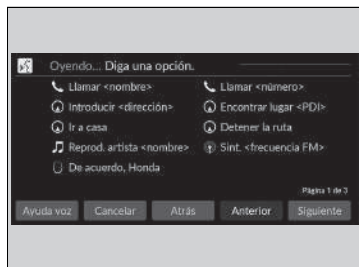 Oyendo... Diga una opción.
Llamar <nombre>
Llamar <número>
Introducir <dirección>
Encontrar lugar <PDI>
Ir a casa
Detener la ruta
Reprod. artista <nombre>
Sint. <frecuencia FM>
De acuerdo, Honda
Página 1 de 3
Ayuda voz
Cancelar
Atrás
Anterior
Siguiente